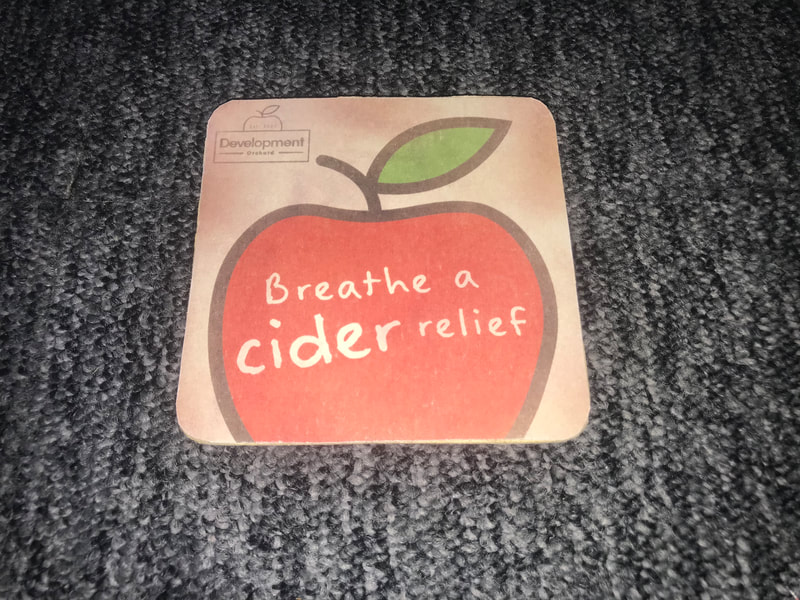 Development
Orchard
Breathe a
cider relief